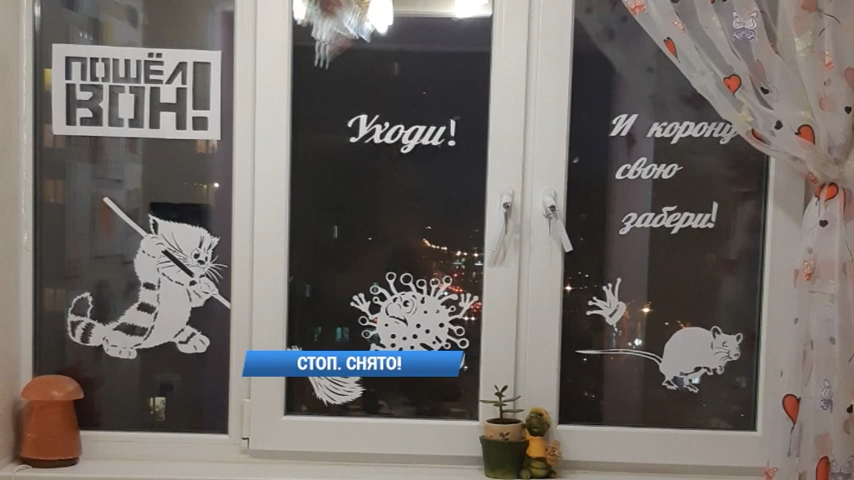 ПОШЁЛ
ВОН!
Уходи!
И корону
свою
забери!
СТОП. СНЯТО!